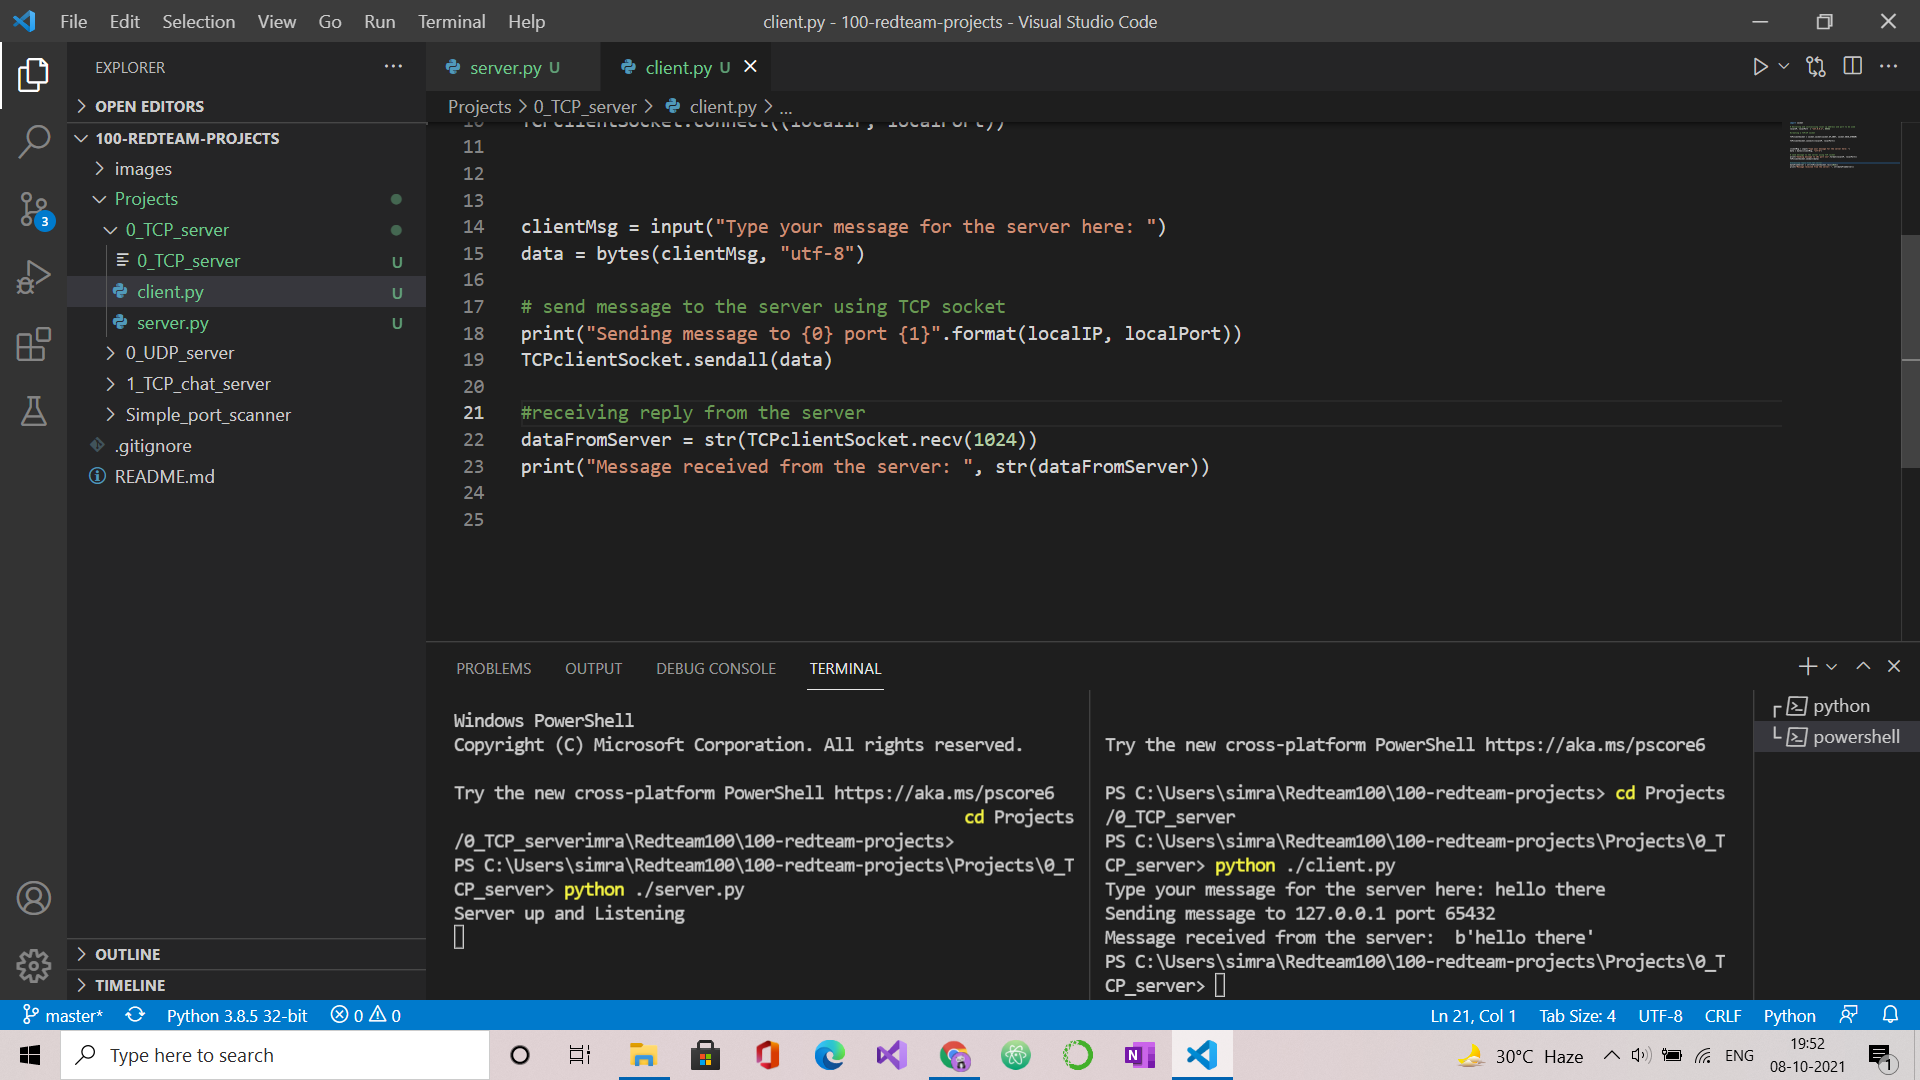 File Edit Selection View Go Run Terminal Help client.py - 100-redteam-projects - Visual Studio Code
EXPLORER
OPEN EDITORS
100-REDTEAM-PROJECTS
images
Projects
0_TCP_server
0_TCP_server U
client.py U
server.py U
0_UDP_server
1_TCP_chat_server
Simple_port_scanner
.gitignore
README.md
OUTLINE
TIMELINE
3
server.py U client.py U
Projects > 0_TCP_server > client.py > ...
10 TCPclientSocket.connect((localIP, localPort))
11
12
13
14 clientMsg = input("Type your message for the server here: ")
15 data = bytes(clientMsg, "utf-8")
16
17 # send message to the server using TCP socket
18 print("Sending message to {0} port {1}".format(localIP, localPort))
19 TCPclientSocket.sendall(data)
20
21 #receiving reply from the server
22 dataFromServer = str(TCPclientSocket.recv(1024))
23 print("Message received from the server: ", str(dataFromServer))
24
25
PROBLEMS OUTPUT DEBUG CONSOLE TERMINAL
Windows PowerShell
Copyright (C) Microsoft Corporation. All rights reserved.
Try the new cross-platform PowerShell https://aka.ms/pscore6
cd Projects
/0_TCP_serverimra\Redteam100\100-redteam-projects>
PS C:\Users\simra\Redteam100\100-redteam-projects\Projects\0_T
CP_server> python ./server.py
Server up and Listening
Try the new cross-platform PowerShell https://aka.ms/pscore6
PS C:\Users\simra\Redteam100\100-redteam-projects> cd Projects
/0_TCP_server
PS C:\Users\simra\Redteam100\100-redteam-projects\Projects\0_T
CP_server> python ./client.py
Type your message for the server here: hello there
Sending message to 127.0.0.1 port 65432
Message received from the server:  b'hello there'
PS C:\Users\simra\Redteam100\100-redteam-projects\Projects\0_T
CP_server>
python
powershell
master* Python 3.8.5 32-bit 0 0 Ln 21, Col 1 Tab Size: 4 UTF-8 CRLF Python
Type here to search 30°C Haze ENG 19:52
08-10-2021
1